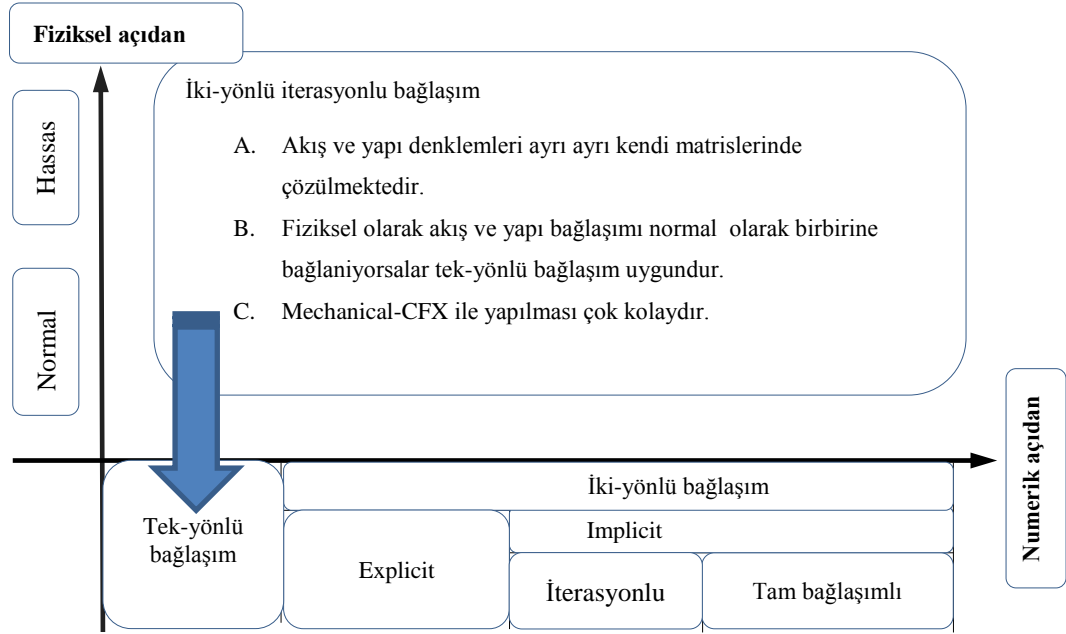 Fiziksel açıdan
İki-yönlü iterasyonlu bağlaşım
A. Akış ve yapı denklemleri ayrı ayrı kendi matrislerinde
çözülmektedir.
B. Fiziksel olarak akış ve yapı bağlaşımı normal olarak birbirine
bağlaniyorsalar tek-yönlü bağlaşım uygundur.
C. Mechanical-CFX ile yapılması çok kolaydır.
Hassas
Normal
Numerik açıdan
Tek-yönlü
bağlaşım
İki-yönlü bağlaşım
Implicit
Explicit
İterasyonlu
Tam bağlaşımlı